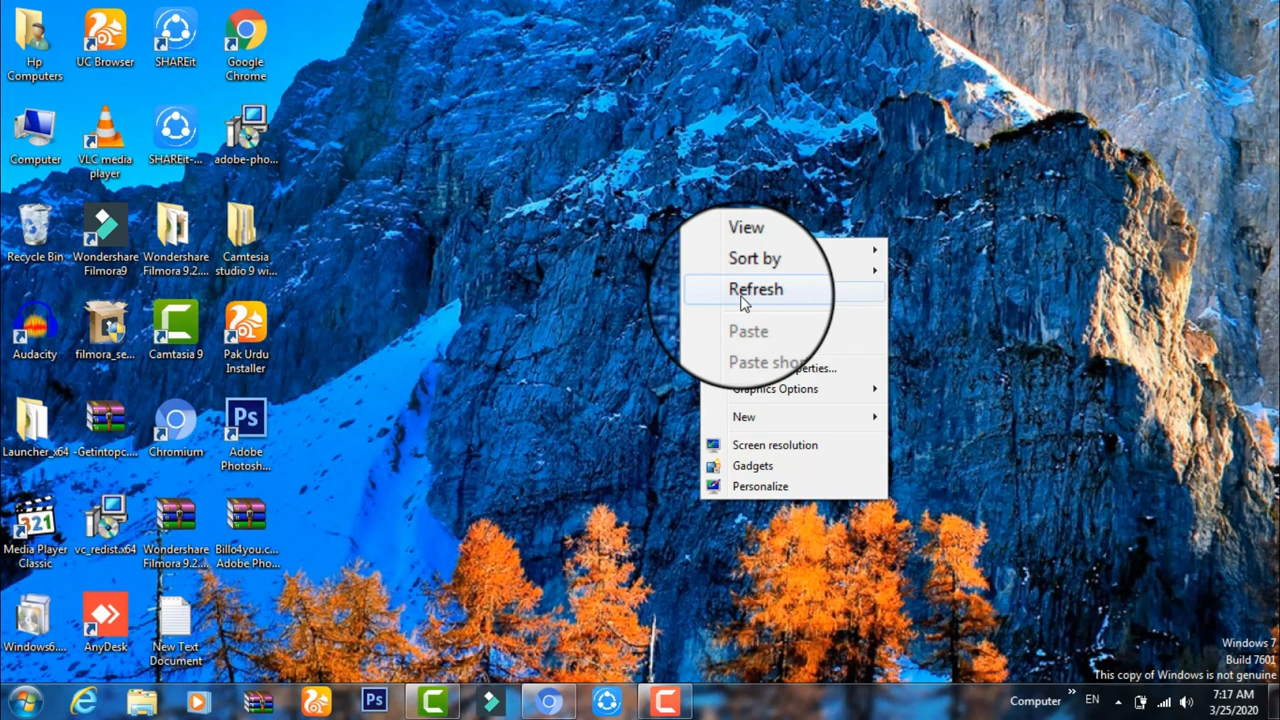 Hp
Computers
UC Browser
SHAREit
Google
Chrome
Computer
VLC media
player
SHAREit-...
adobe-pho...
Recycle Bin
Wondershare
Filmora9
Wondershare
Filmora 9.2....
Camtesia
studio 9 wi...
Audacity
filmora_se...
Camtasia 9
Pak Urdu
Installer
Launcher_x64
-Getintopc....
Chromium
Ps
Adobe
Photosh...
321
Media Player
Classic
vc_redist.x64
Wondershare
Filmora 9.2...
Billo4you.c...
Adobe Pho...
Windows6....
AnyDesk
New Text
Document
View
Sort by
Refresh
Paste
Paste sho
perties...
Graphics Options
New
Screen resolution
Gadgets
Personalize
Windows 7
Build 7601
This copy of Windows is not genuine
Ps
Computer
EN
7:17 AM
3/25/2020